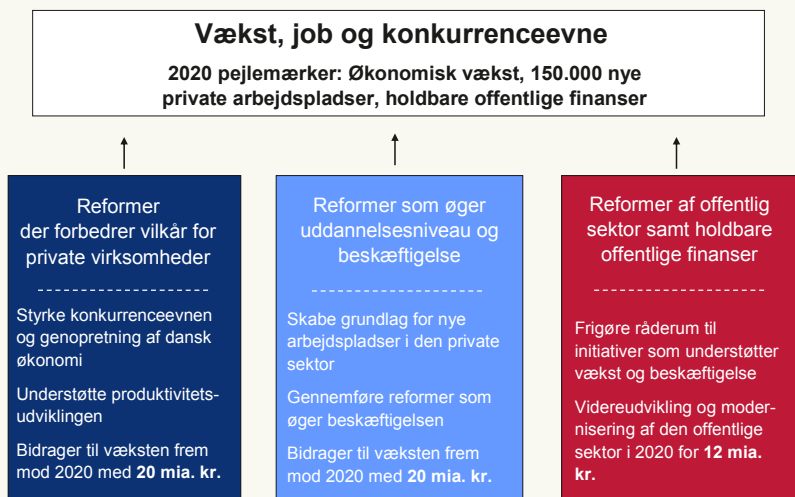 Vækst, job og konkurrenceevne
2020 pejlemærker: Økonomisk vækst, 150.000 nye
private arbejdspladser, holdbare offentlige finanser
Reformer
der forbedrer vilkår for
private virksomheder
Styrke konkurrenceevnen
og genopretning af dansk
økonomi
Understøtte produktivitets-
udviklingen
Bidrager til væksten frem
mod 2020 med 20 mia. kr.
Reformer som øger
uddannelsesniveau og
beskæftigelse
Skabe grundlag for nye
arbejdspladser i den private
sektor
Gennemføre reformer som
øger beskæftigelsen
Bidrager til væksten frem
mod 2020 med 20 mia. kr.
Reformer af offentlig
sektor samt holdbare
offentlige finanser
Frigøre råderum til
initiativer som understøtter
vækst og beskæftigelse
Videreudvikling og moder-
nisering af den offentlige
sektor i 2020 for 12 mia.
kr.